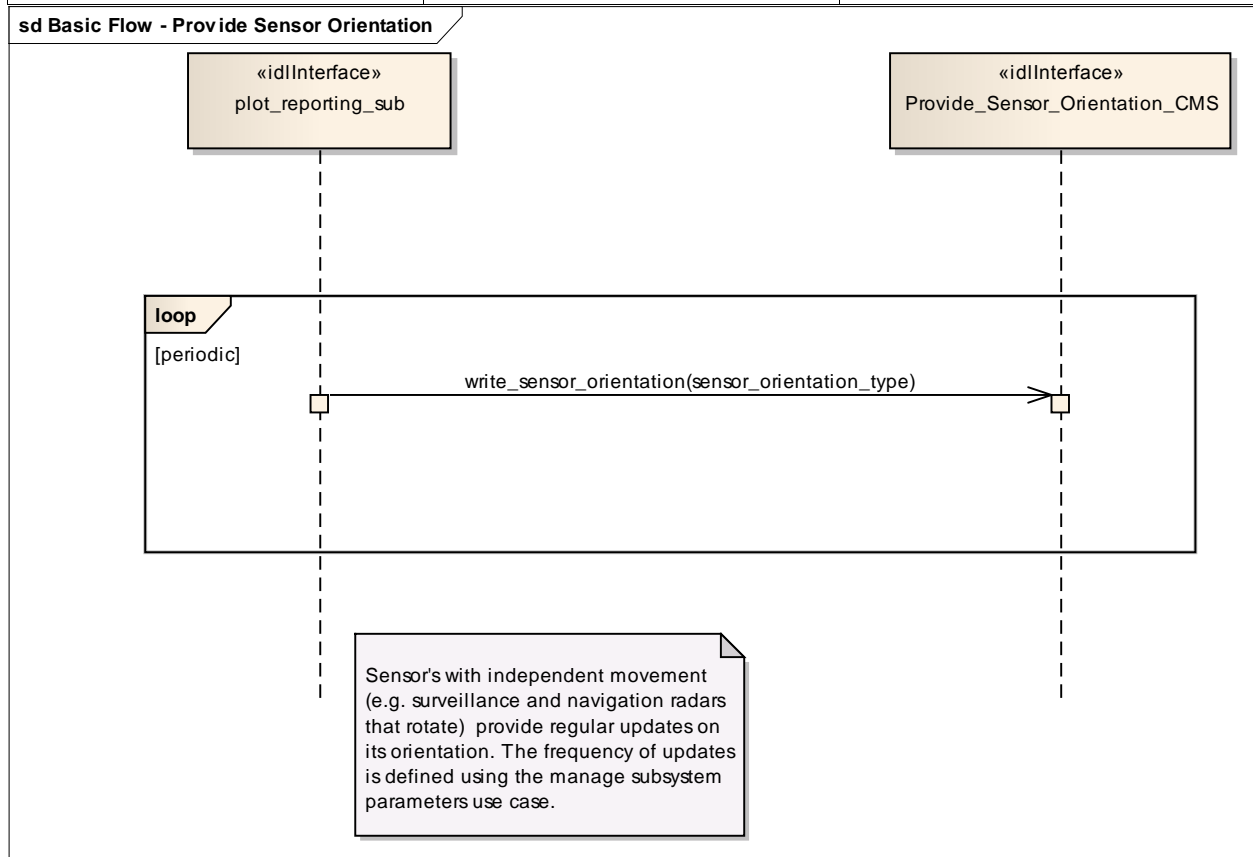 sd Basic Flow - Provide Sensor Orientation
«idlInterface»
plot_reporting_sub
«idlInterface»
Provide_Sensor_Orientation_CMS
loop
[periodic]
write_sensor_orientation(sensor_orientation_type)
Sensor's with independent movement
(e.g. surveillance and navigation radars
that rotate) provide regular updates on
its orientation. The frequency of updates
is defined using the manage subsystem
parameters use case.